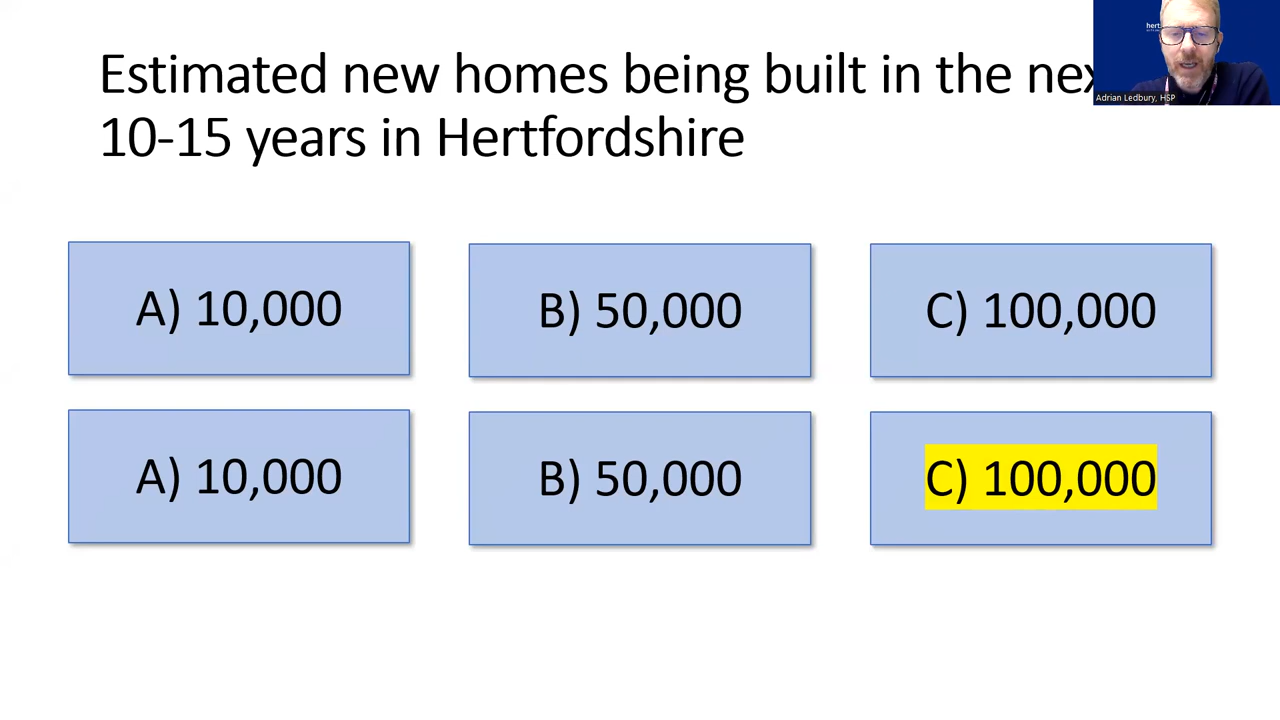 Estimated new homes being built in the
10-15 years in Hertfordshire
A) 10,000
B) 50,000
C) 100,000
A) 10,000
B) 50,000
C) 100,000
Adrian Ledbury, HSP